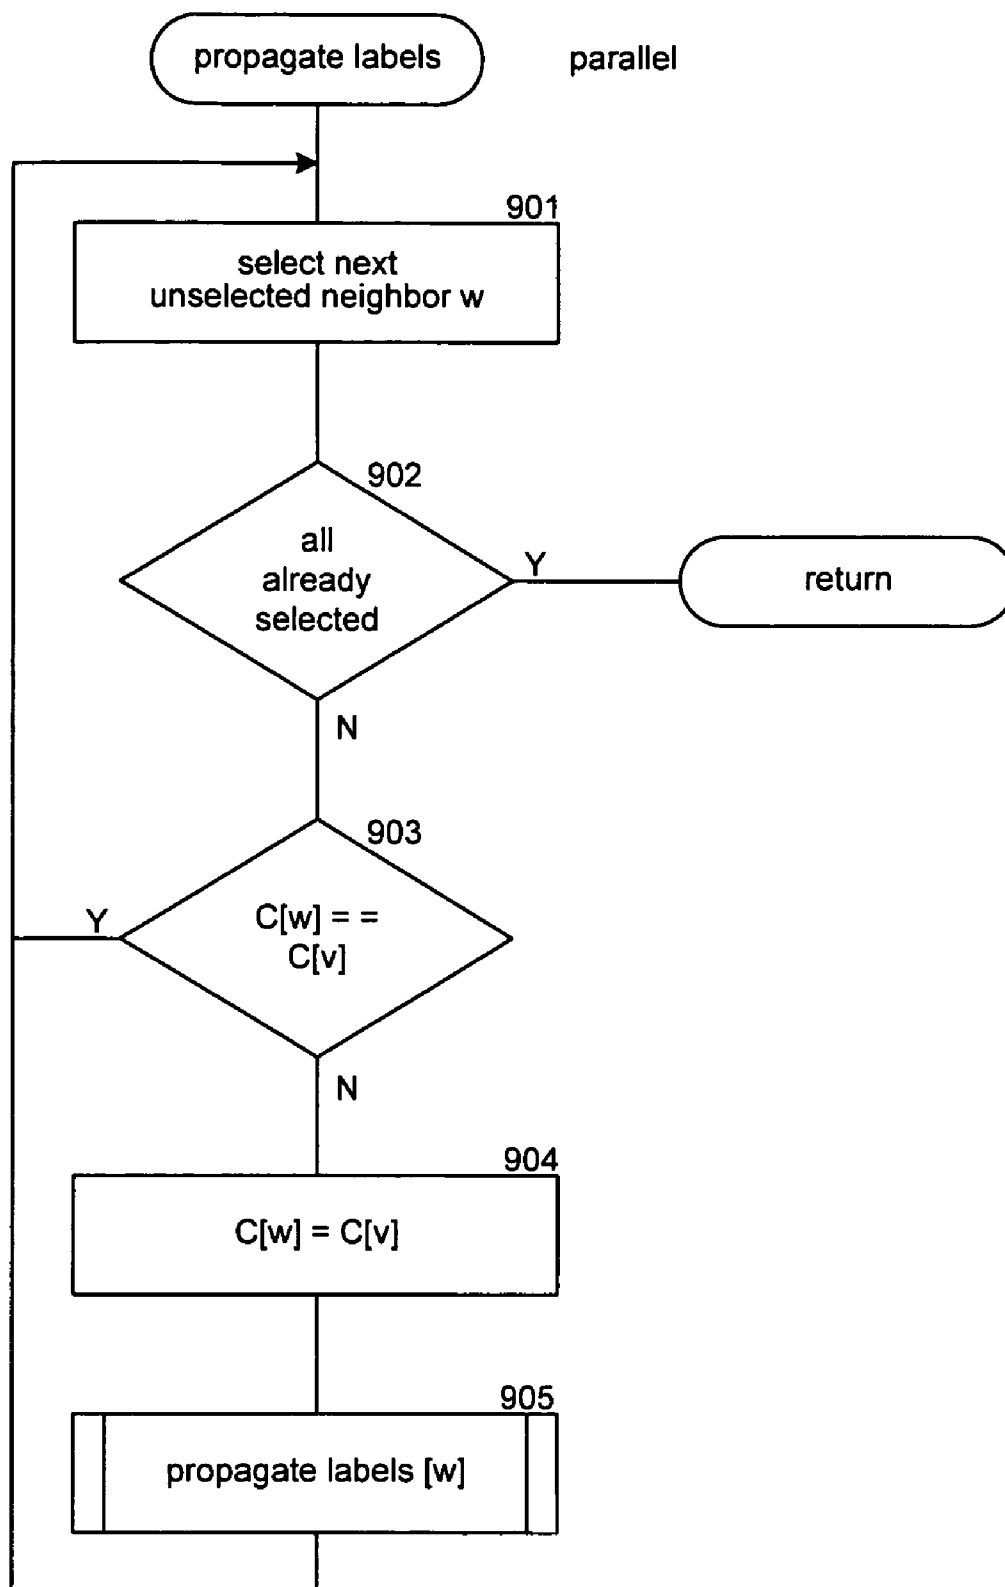 propagate labels
parallel
901
select next
unselected neighbor w
902
all
already
selected
Y
return
N
903
C[w] = =
C[v]
Y
N
904
C[w] = C[v]
905
propagate labels [w]